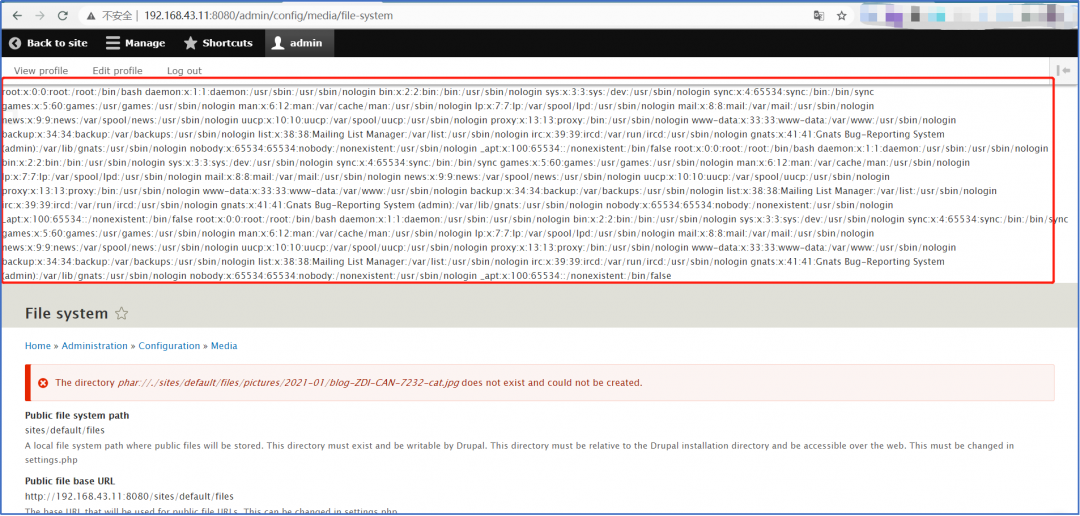 不安全 | 192.168.43.11:8080/admin/config/media/file-system
Back to site Manage Shortcuts admin
View profile Edit profile Log out
root:x:0:0:root:/root:/bin/bash daemon:x:1:1:daemon:/usr/sbin:/usr/sbin/nologin bin:x:2:2:bin:/bin:/usr/sbin/nologin sys:x:3:3:sys:/dev:/usr/sbin/nologin sync:x:4:65534:sync:/bin:/bin/sync
games:x:5:60:games:/usr/games:/usr/sbin/nologin man:x:6:12:man:/var/cache/man:/usr/sbin/nologin lp:x:7:7:lp:/var/spool/lpd:/usr/sbin/nologin mail:x:8:8:mail:/var/mail:/usr/sbin/nologin
news:x:9:9:news:/var/spool/news:/usr/sbin/nologin uucp:x:10:10:uucp:/var/spool/uucp:/usr/sbin/nologin proxy:x:13:13:proxy:/bin:/usr/sbin/nologin www-data:x:33:33:www-data:/var/www:/usr/sbin/nologin
backup:x:34:34:backup:/var/backups:/usr/sbin/nologin list:x:38:38:Mailing List Manager:/var/list:/usr/sbin/nologin irc:x:39:39:ircd:/var/run/ircd:/usr/sbin/nologin gnats:x:41:41:Gnats Bug-Reporting System
(admin):/var/lib/gnats:/usr/sbin/nologin nobody:x:65534:65534:nobody:/nonexistent:/usr/sbin/nologin _apt:x:100:65534::/nonexistent:/bin/false root:x:0:0:root:/root:/bin/bash daemon:x:1:1:daemon:/usr/sbin:/usr/sbin/nologin
bin:x:2:2:bin:/bin:/usr/sbin/nologin sys:x:3:3:sys:/dev:/usr/sbin/nologin sync:x:4:65534:sync:/bin:/bin/sync games:x:5:60:games:/usr/games:/usr/sbin/nologin man:x:6:12:man:/var/cache/man:/usr/sbin/nologin
lp:x:7:7:lp:/var/spool/lpd:/usr/sbin/nologin mail:x:8:8:mail:/var/mail:/usr/sbin/nologin news:x:9:9:news:/var/spool/news:/usr/sbin/nologin uucp:x:10:10:uucp:/var/spool/uucp:/usr/sbin/nologin
proxy:x:13:13:proxy:/bin:/usr/sbin/nologin www-data:x:33:33:www-data:/var/www:/usr/sbin/nologin backup:x:34:34:backup:/var/backups:/usr/sbin/nologin list:x:38:38:Mailing List Manager:/var/list:/usr/sbin/nologin
irc:x:39:39:ircd:/var/run/ircd:/usr/sbin/nologin gnats:x:41:41:Gnats Bug-Reporting System (admin):/var/lib/gnats:/usr/sbin/nologin nobody:x:65534:65534:nobody:/nonexistent:/usr/sbin/nologin
_apt:x:100:65534::/nonexistent:/bin/false root:x:0:0:root:/root:/bin/bash daemon:x:1:1:daemon:/usr/sbin:/usr/sbin/nologin bin:x:2:2:bin:/bin:/usr/sbin/nologin sys:x:3:3:sys:/dev:/usr/sbin/nologin sync:x:4:65534:sync:/bin:/bin/sync
games:x:5:60:games:/usr/games:/usr/sbin/nologin man:x:6:12:man:/var/cache/man:/usr/sbin/nologin lp:x:7:7:lp:/var/spool/lpd:/usr/sbin/nologin mail:x:8:8:mail:/var/mail:/usr/sbin/nologin
news:x:9:9:news:/var/spool/news:/usr/sbin/nologin uucp:x:10:10:uucp:/var/spool/uucp:/usr/sbin/nologin proxy:x:13:13:proxy:/bin:/usr/sbin/nologin www-data:x:33:33:www-data:/var/www:/usr/sbin/nologin
backup:x:34:34:backup:/var/backups:/usr/sbin/nologin list:x:38:38:Mailing List Manager:/var/list:/usr/sbin/nologin irc:x:39:39:ircd:/var/run/ircd:/usr/sbin/nologin gnats:x:41:41:Gnats Bug-Reporting System
(admin):/var/lib/gnats:/usr/sbin/nologin nobody:x:65534:65534:nobody:/nonexistent:/usr/sbin/nologin _apt:x:100:65534::/nonexistent:/bin/false
File system
Home » Administration » Configuration » Media
The directory phar://./sites/default/files/pictures/2021-01/blog-ZDI-CAN-7232-cat.jpg does not exist and could not be created.
Public file system path
sites/default/files
A local file system path where public files will be stored. This directory must exist and be writable by Drupal. This directory must be relative to the Drupal installation directory and be accessible over the web. This must be changed in
settings.php
Public file base URL
http://192.168.43.11:8080/sites/default/files
The base URL that will be used for public file URLs. This can be changed in settings.php